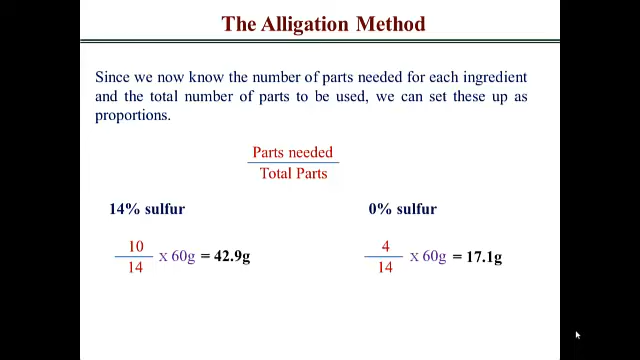 The Alligation Method
Since we now know the number of parts needed for each ingredient
and the total number of parts to be used, we can set these up as
proportions.
Parts needed
Total Parts
14% sulfur
0% sulfur
10
14
x 60g = 42.9g
4
14
x 60g = 17.1g